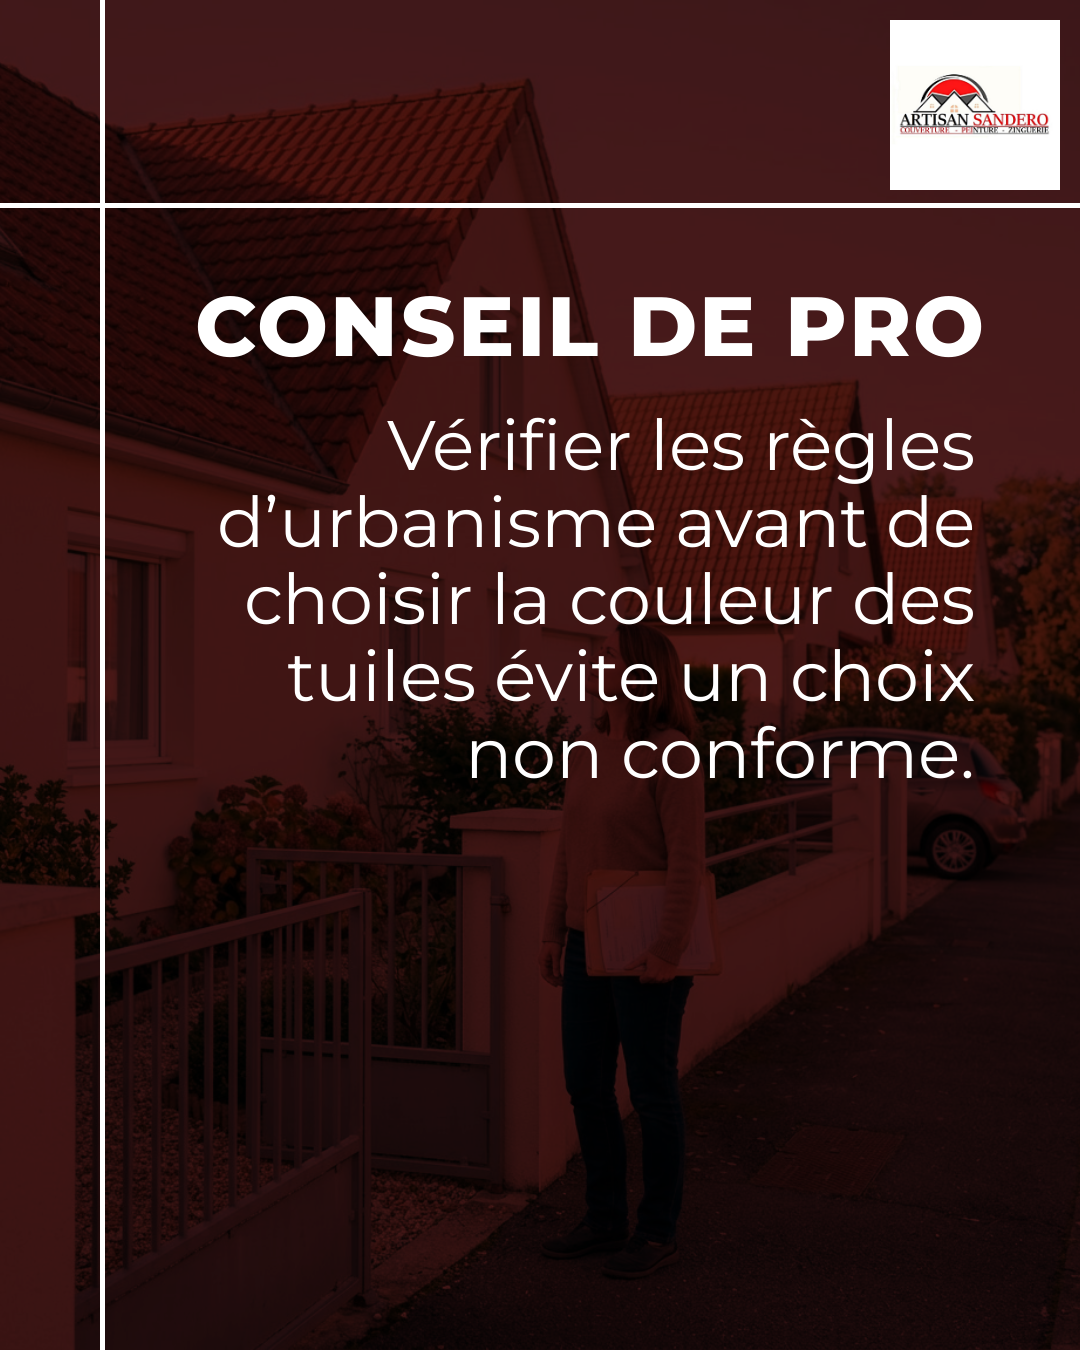 ARTISAN SANDERO
COUVERTURE - PEINTURE - ZINGUERIE
CONSEIL DE PRO
Vérifier les règles
d’urbanisme avant de
choisir la couleur des
tuiles évite un choix
non conforme.